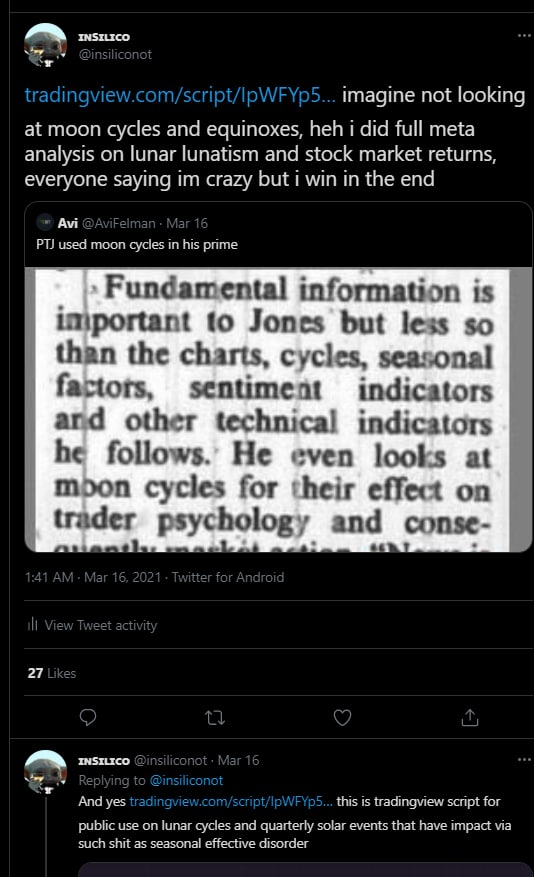 INSILICO
@insiliconot
tradingview.com/script/IpWFYp5… imagine not looking
at moon cycles and equinoxes, heh i did full meta
analysis on lunar lunatism and stock market returns,
everyone saying im crazy but i win in the end
Avi @AviFelman · Mar 16
PTJ used moon cycles in his prime
Fundamental information is
important to Jones but less so
than the charts, cycles, seasonal
factors, sentiment indicators
and other technical indicators
he follows. He even looks at
moon cycles for their effect on
trader psychology and conse-
quently market action. "News is
1:41 AM · Mar 16, 2021 · Twitter for Android
View Tweet activity
27 Likes
INSILICO @insiliconot · Mar 16
Replying to @insiliconot
And yes tradingview.com/script/IpWFYp5… this is tradingview script for
public use on lunar cycles and quarterly solar events that have impact via
such shit as seasonal effective disorder